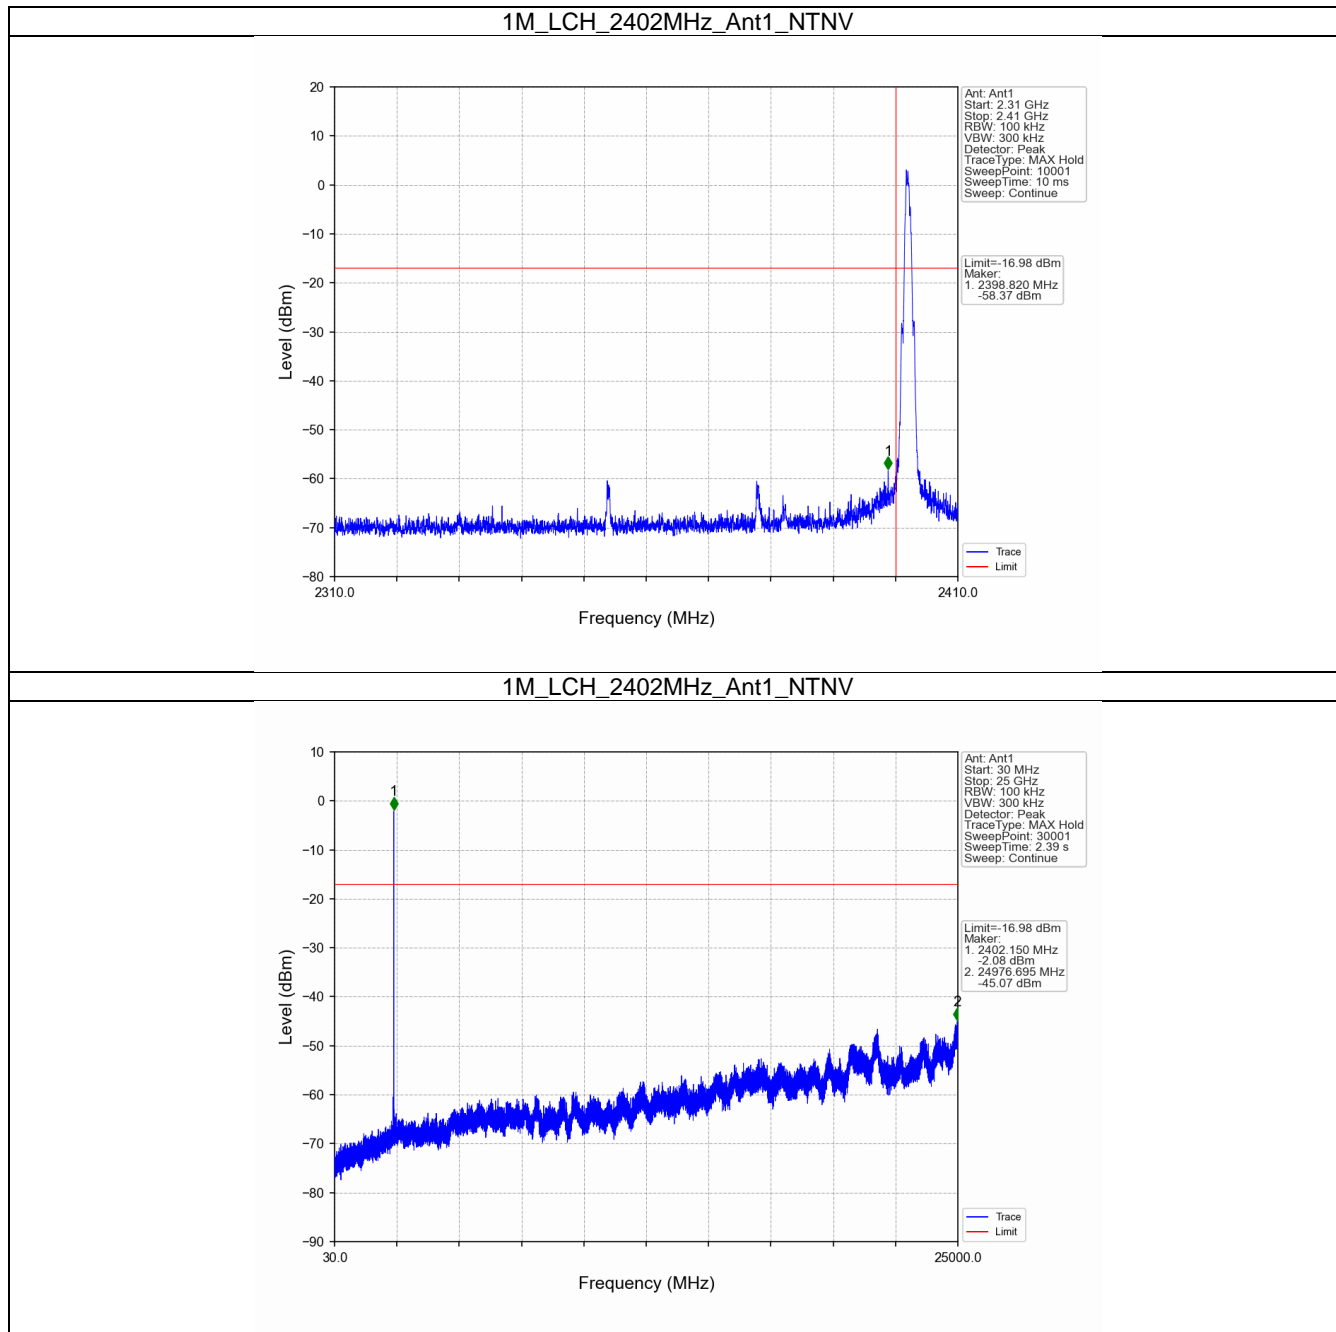 1M_LCH_2402MHz_Ant1_NTNV
20
10
0
−10
−20
−30
−40
−50
−60
−70
−80
Level (dBm)
1
2310.0
2410.0
Frequency (MHz)
Ant: Ant1
Start: 2.31 GHz
Stop: 2.41 GHz
RBW: 100 kHz
VBW: 300 kHz
Detector: Peak
TraceType: MAX Hold
SweepPoint: 10001
SweepTime: 10 ms
Sweep: Continue
Limit=-16.98 dBm
Maker:
1. 2398.820 MHz
-58.37 dBm
Trace
Limit
1M_LCH_2402MHz_Ant1_NTNV
10
0
−10
−20
−30
−40
−50
−60
−70
−80
−90
Level (dBm)
1
2
30.0
25000.0
Frequency (MHz)
Ant: Ant1
Start: 30 MHz
Stop: 25 GHz
RBW: 100 kHz
VBW: 300 kHz
Detector: Peak
TraceType: MAX Hold
SweepPoint: 30001
SweepTime: 2.39 s
Sweep: Continue
Limit=-16.98 dBm
Maker:
1. 2402.150 MHz
-2.08 dBm
2. 24976.695 MHz
-45.07 dBm
Trace
Limit